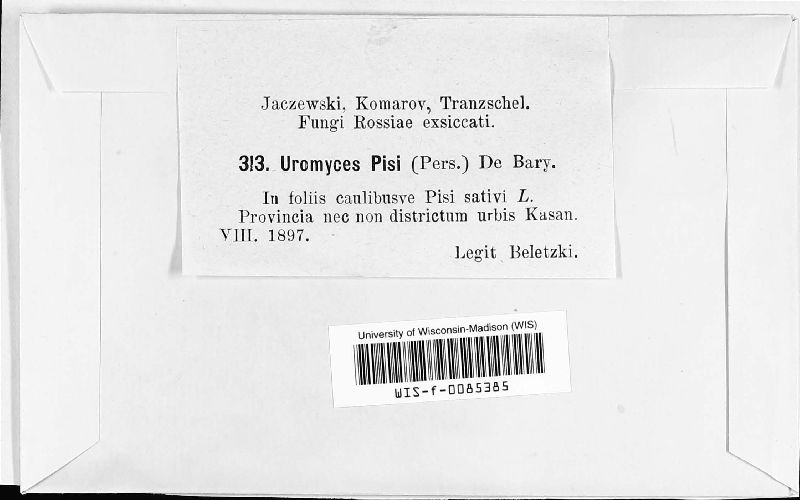 Jaczewski, Komarov, Tranzschel.
Fungi Rossiae exsiccati.
313. Uromyces Pisi (Pers.) De Bary.
In foliis caulibusve Pisi sativi L.
Provincia nec non districtum urbis Kasan.
VIII. 1897.
Legit Beletzki.
University of Wisconsin-Madison (WIS)
WIS-f-0085385